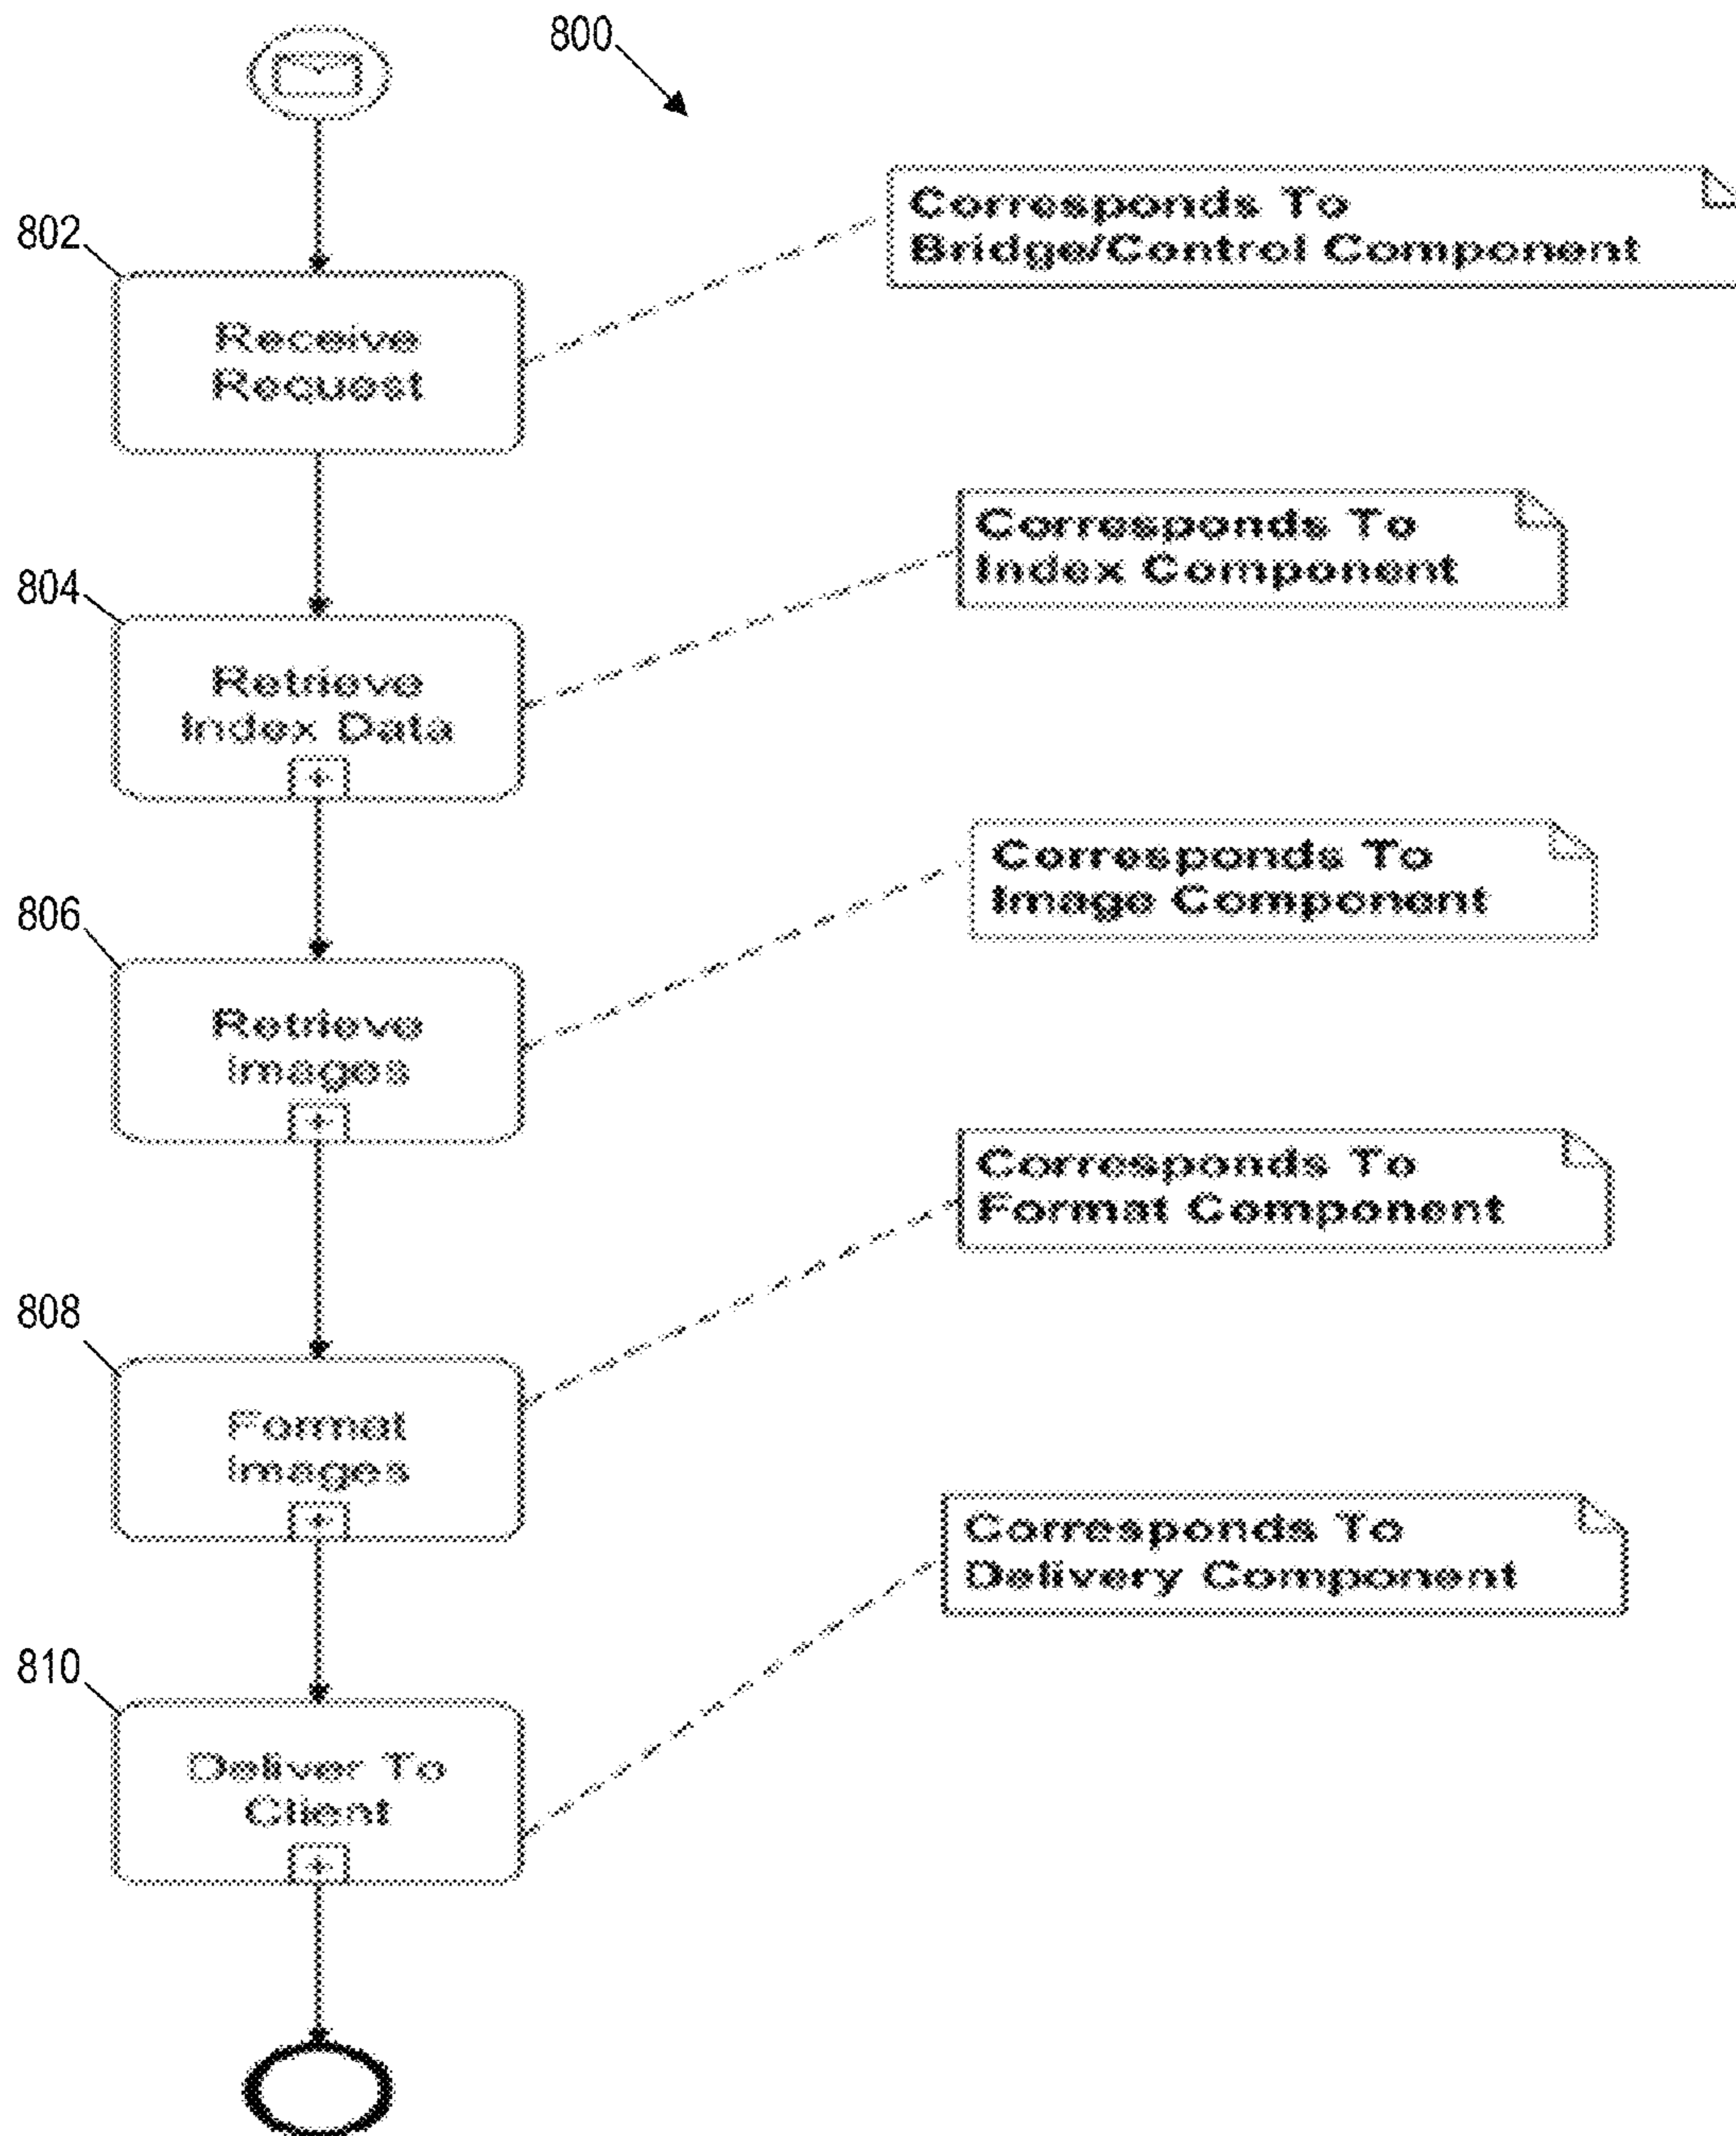 800
Corresponds To
Bridge/Control Component
802
Receive
Request
Corresponds To
Index Component
804
Retrieve
Index Data
Corresponds To
Image Component
806
Retrieve
Images
Corresponds To
Format Component
808
Format
Images
Corresponds To
Delivery Component
810
Deliver To
Client